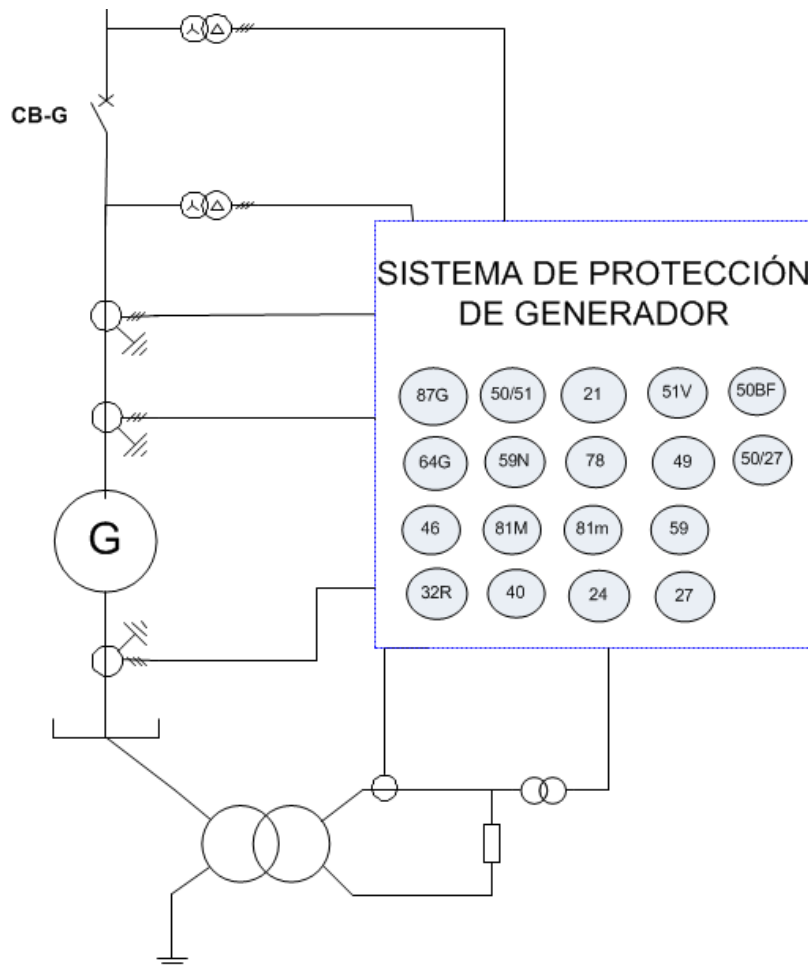 CB-G
SISTEMA DE PROTECCIÓN
DE GENERADOR
87G 50/51 21 51V 50BF
64G 59N 78 49 50/27
46 81M 81m 59
32R 40 24 27
G